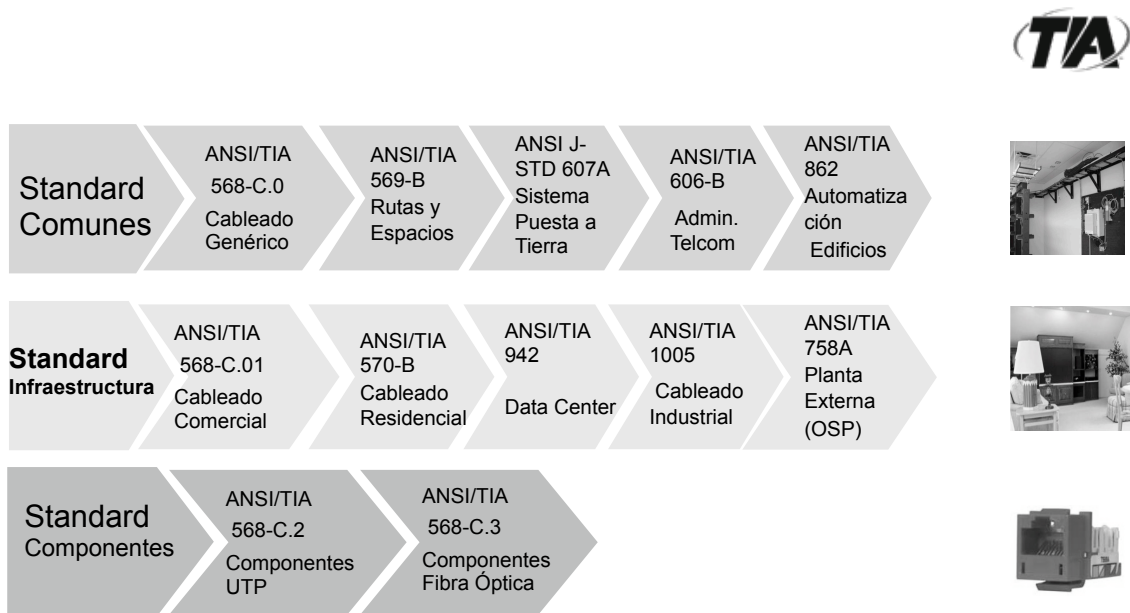 TIA
Standard
Comunes
ANSI/TIA
568-C.0
Cableado
Genérico
ANSI/TIA
569-B
Rutas y
Espacios
ANSI J-
STD 607A
Sistema
Puesta a
Tierra
ANSI/TIA
606-B
Admin.
Telcom
ANSI/TIA
862
Automatiza
ción
Edificios
Standard
Infraestructura
ANSI/TIA
568-C.01
Cableado
Comercial
ANSI/TIA
570-B
Cableado
Residencial
ANSI/TIA
942
Data Center
ANSI/TIA
1005
Cableado
Industrial
ANSI/TIA
758A
Planta
Externa
(OSP)
Standard
Componentes
ANSI/TIA
568-C.2
Componentes
UTP
ANSI/TIA
568-C.3
Componentes
Fibra Óptica